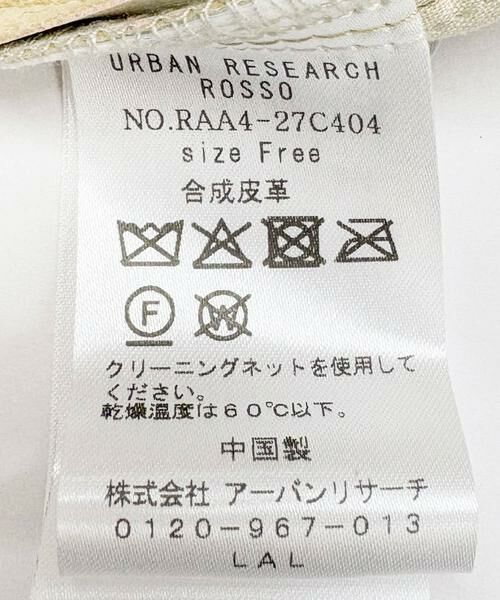 URBAN RESEARCH
ROSSO
NO.RAA4-27C404
size Free
合成皮革
F W
クリーニングネットを使用して
ください。
乾燥温度は60℃以下。
中国製
株式会社 アーバンリサーチ
0120-967-013
LAL